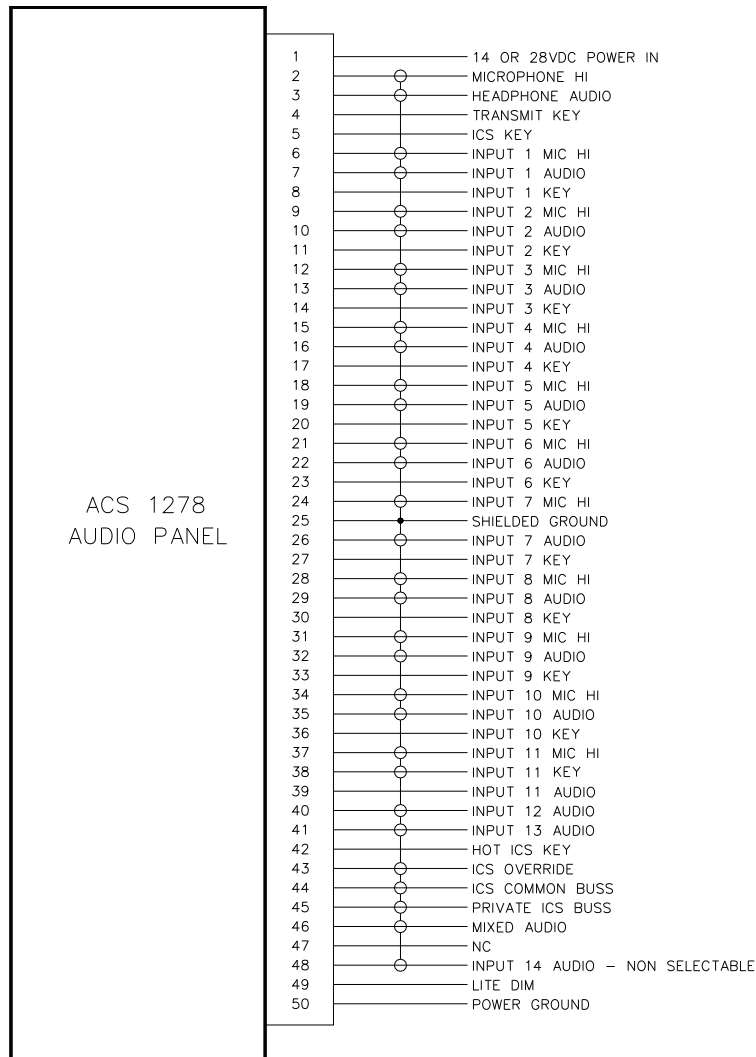 ACS 1278
AUDIO PANEL
1 14 OR 28VDC POWER IN
2 MICROPHONE HI
3 HEADPHONE AUDIO
4 TRANSMIT KEY
5 ICS KEY
6 INPUT 1 MIC HI
7 INPUT 1 AUDIO
8 INPUT 1 KEY
9 INPUT 2 MIC HI
10 INPUT 2 AUDIO
11 INPUT 2 KEY
12 INPUT 3 MIC HI
13 INPUT 3 AUDIO
14 INPUT 3 KEY
15 INPUT 4 MIC HI
16 INPUT 4 AUDIO
17 INPUT 4 KEY
18 INPUT 5 MIC HI
19 INPUT 5 AUDIO
20 INPUT 5 KEY
21 INPUT 6 MIC HI
22 INPUT 6 AUDIO
23 INPUT 6 KEY
24 INPUT 7 MIC HI
25 SHIELDED GROUND
26 INPUT 7 AUDIO
27 INPUT 7 KEY
28 INPUT 8 MIC HI
29 INPUT 8 AUDIO
30 INPUT 8 KEY
31 INPUT 9 MIC HI
32 INPUT 9 AUDIO
33 INPUT 9 KEY
34 INPUT 10 MIC HI
35 INPUT 10 AUDIO
36 INPUT 10 KEY
37 INPUT 11 MIC HI
38 INPUT 11 KEY
39 INPUT 11 AUDIO
40 INPUT 12 AUDIO
41 INPUT 13 AUDIO
42 HOT ICS KEY
43 ICS OVERRIDE
44 ICS COMMON BUSS
45 PRIVATE ICS BUSS
46 MIXED AUDIO
47 NC
48 INPUT 14 AUDIO – NON SELECTABLE
49 LITE DIM
50 POWER GROUND